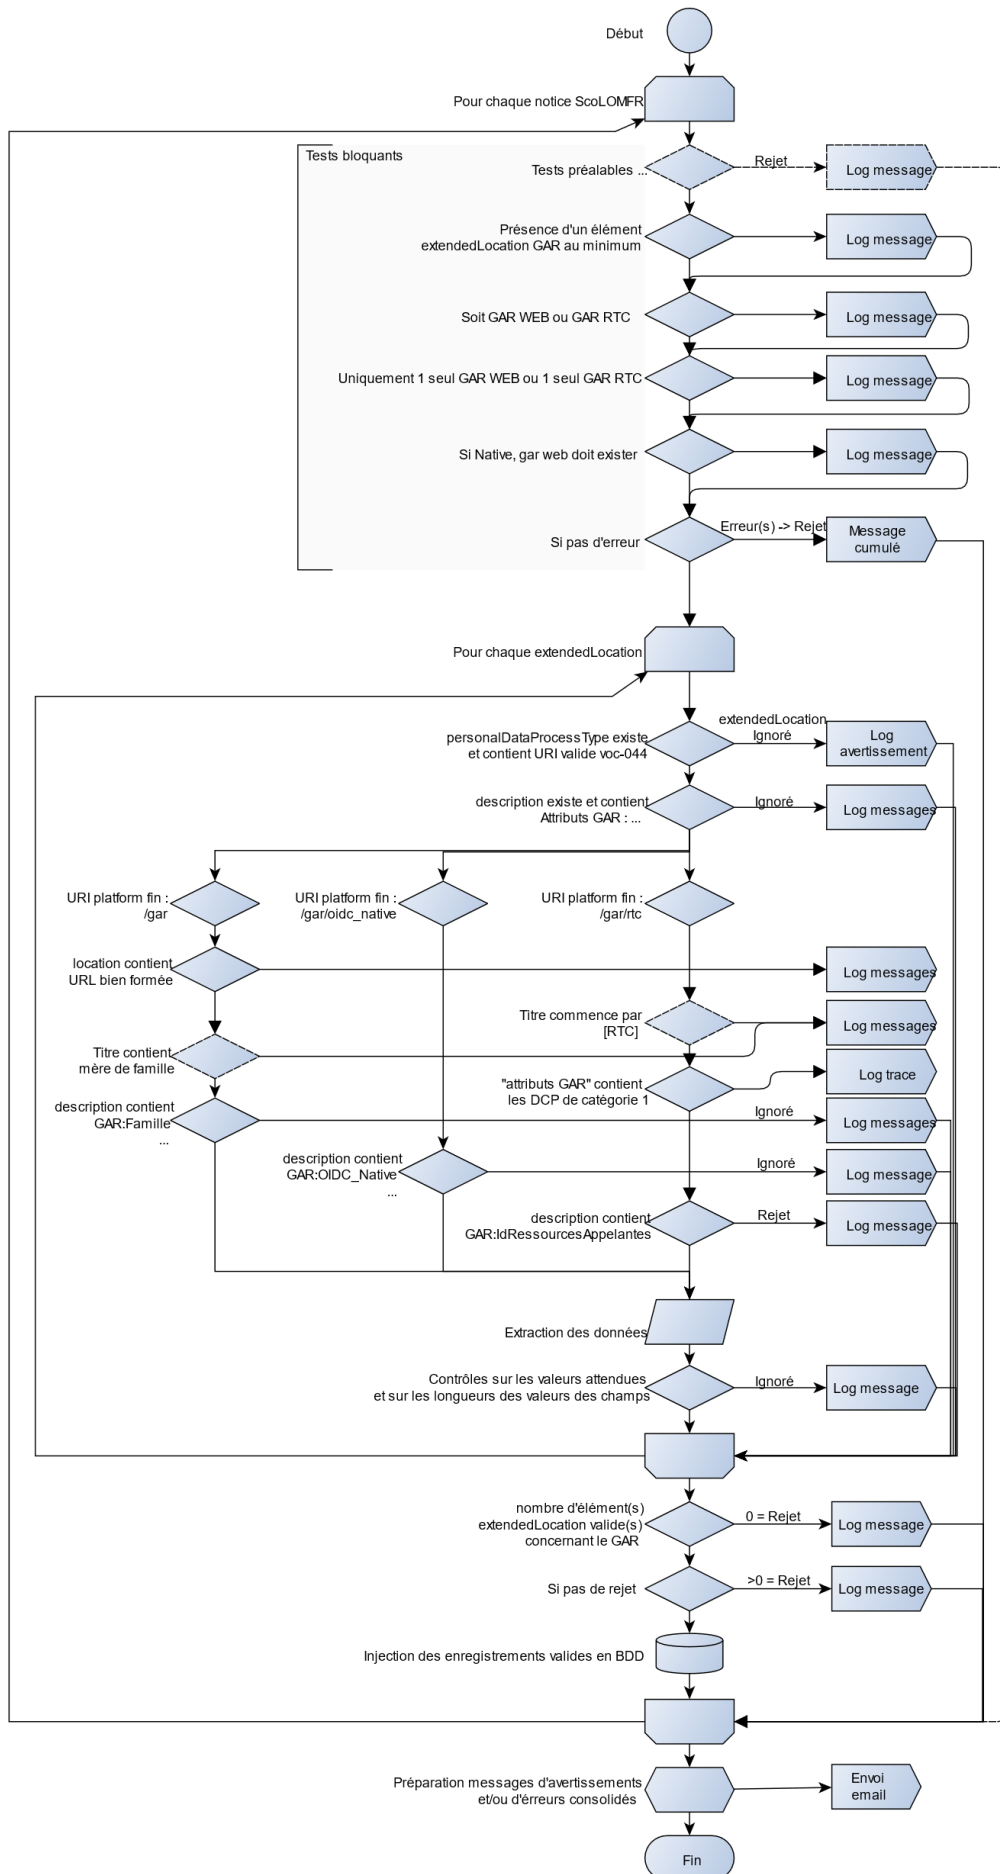 Début
Pour chaque notice ScoLOMFR
Tests bloquants
Tests préalables ...
Rejet
Log message
Présence d'un élément
extendedLocation GAR au minimum
Log message
Soit GAR WEB ou GAR RTC
Log message
Uniquement 1 seul GAR WEB ou 1 seul GAR RTC
Log message
Si Native, gar web doit exister
Log message
Si pas d'erreur
Erreur(s) -> Rejet
Message
cumulé
Pour chaque extendedLocation
personalDataProcessType existe
et contient URI valide voc-044
extendedLocation
Ignoré
Log
avertissement
description existe et contient
Attributs GAR : ...
Ignoré
Log messages
URI platform fin :
/gar
URI platform fin :
/gar/oidc_native
URI platform fin :
/gar/rtc
location contient
URL bien formée
Log messages
Titre commence par
[RTC]
Log messages
Titre contient
mère de famille
"attributs GAR" contient
les DCP de catégorie 1
Log trace
description contient
GAR:Famille
...
Ignoré
Log messages
description contient
GAR:OIDC_Native
...
Ignoré
Log message
description contient
GAR:IdRessourcesAppelantes
Rejet
Log message
Extraction des données
Contrôles sur les valeurs attendues
et sur les longueurs des valeurs des champs
Ignoré
Log message
nombre d'élément(s)
extendedLocation valide(s)
concernant le GAR
0 = Rejet
Log message
Si pas de rejet
>0 = Rejet
Log message
Injection des enregistrements valides en BDD
Préparation messages d'avertissements
et/ou d'érreurs consolidés
Envoi
email
Fin